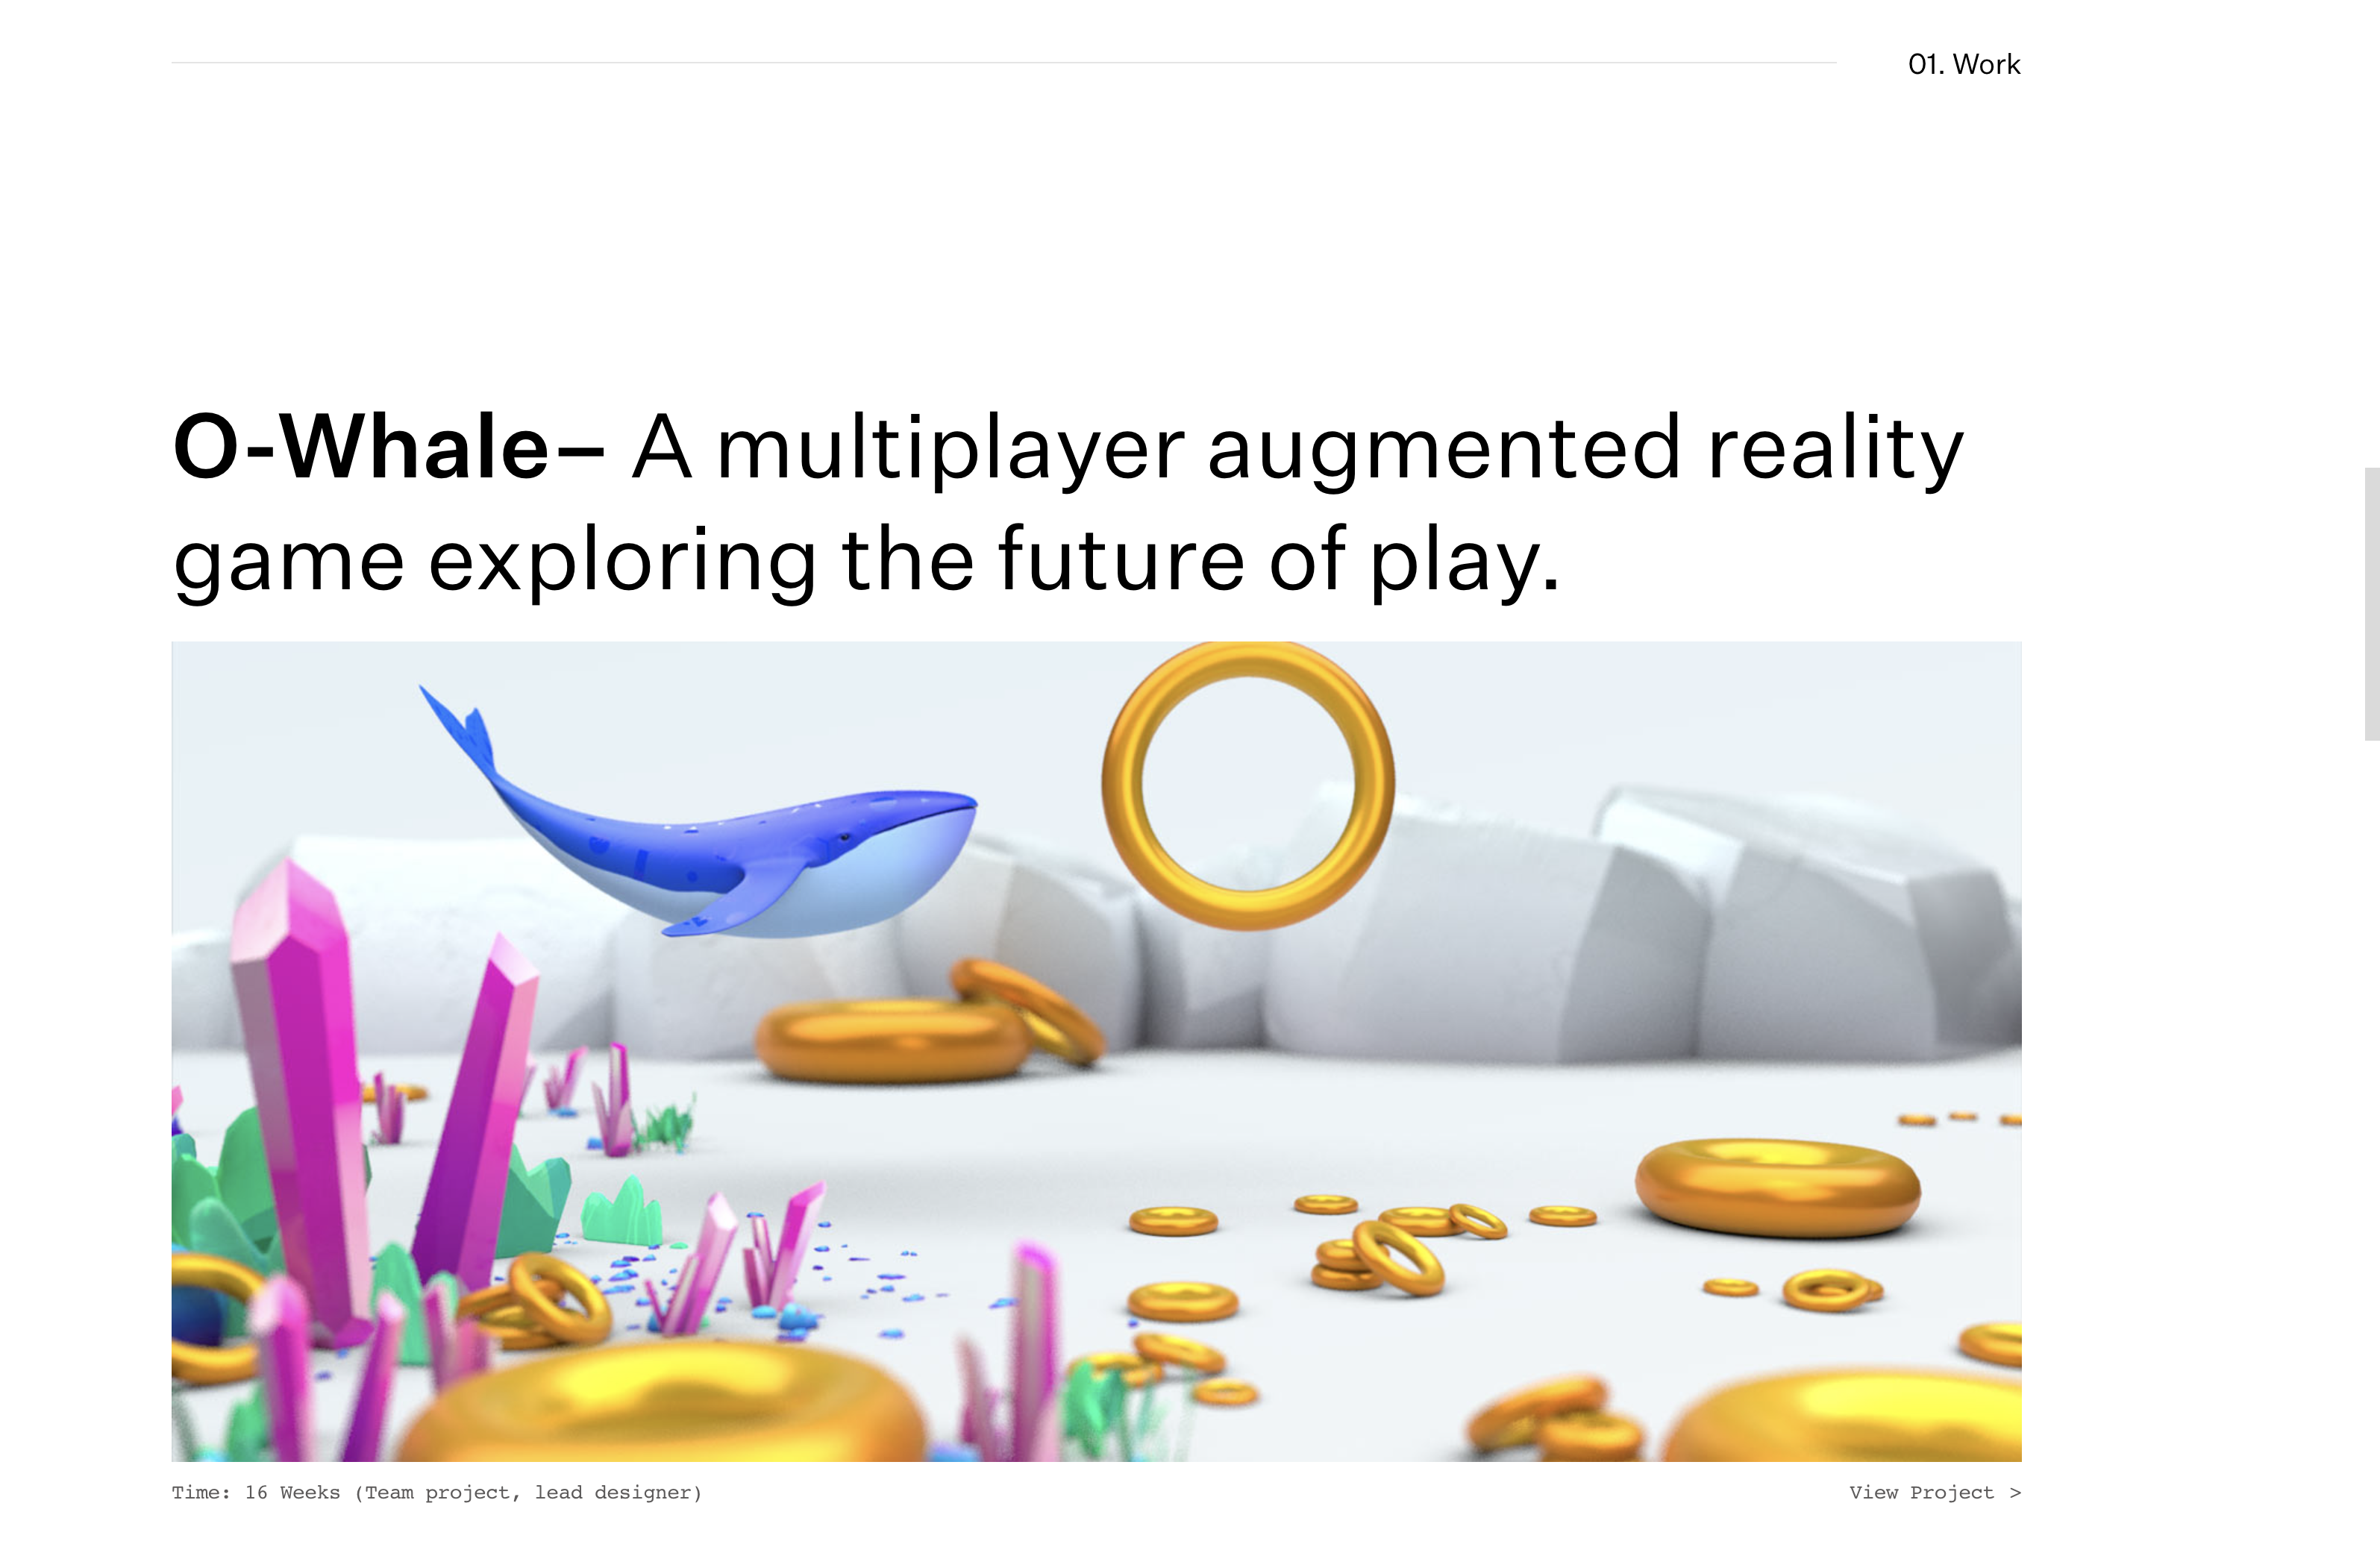 01. Work
O-Whale— A multiplayer augmented reality
game exploring the future of play.
Time: 16 Weeks (Team project, lead designer)
View Project >